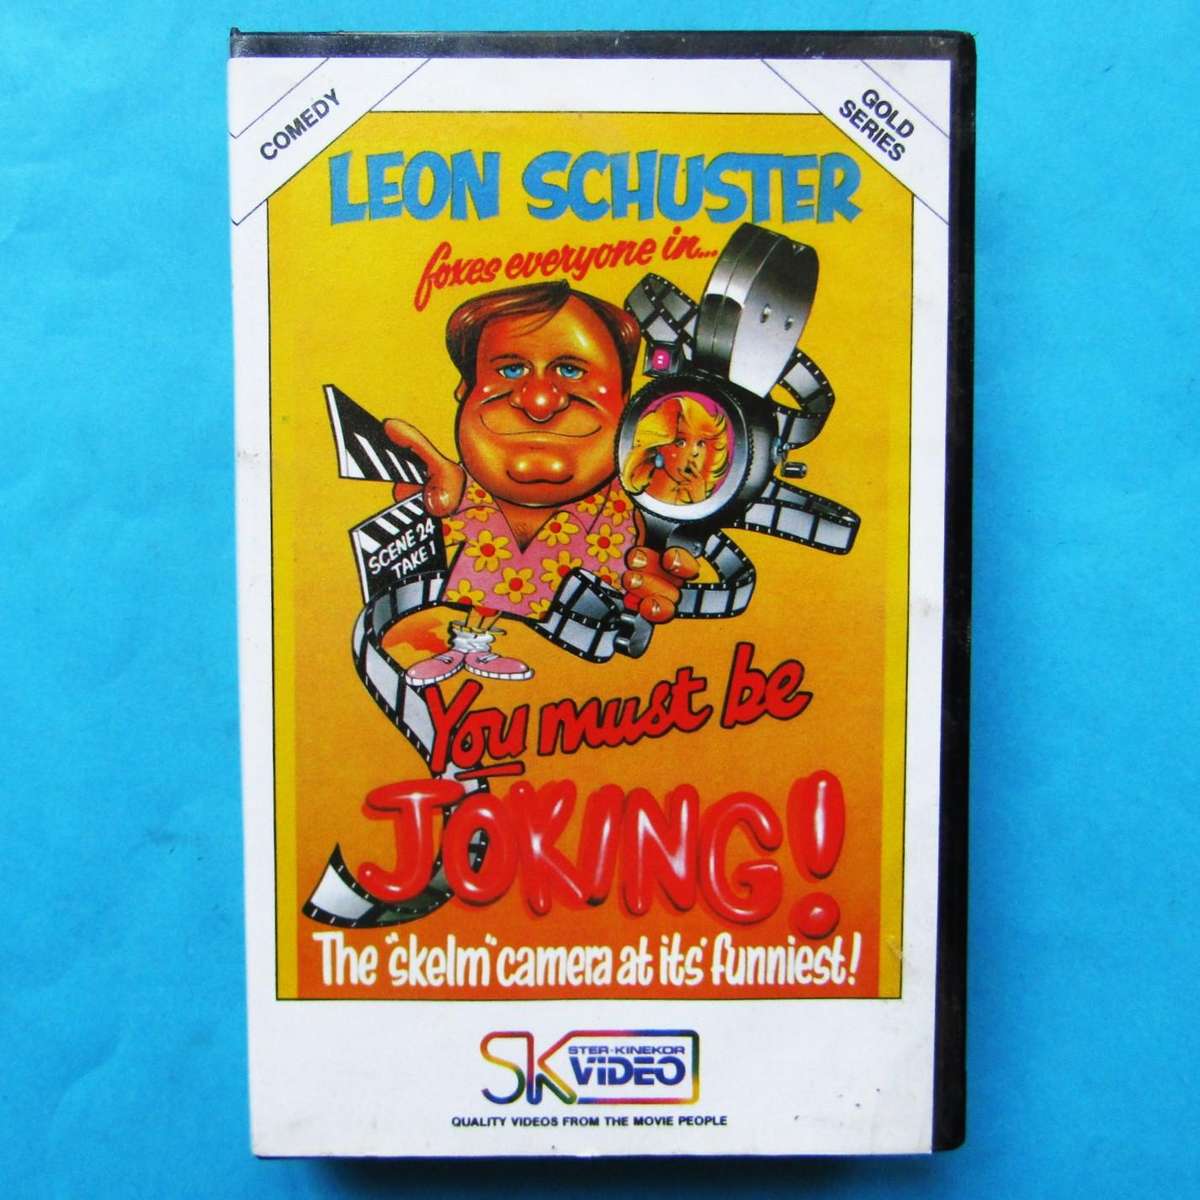 COMEDY
GOLD
SERIES
LEON SCHUSTER
foxes everyone in...
SCENE 24
TAKE 1
You must be
JOKING!
The "skelm" camera at its' funniest!
SK
STER-KINEKOR
VIDEO
QUALITY VIDEOS FROM THE MOVIE PEOPLE